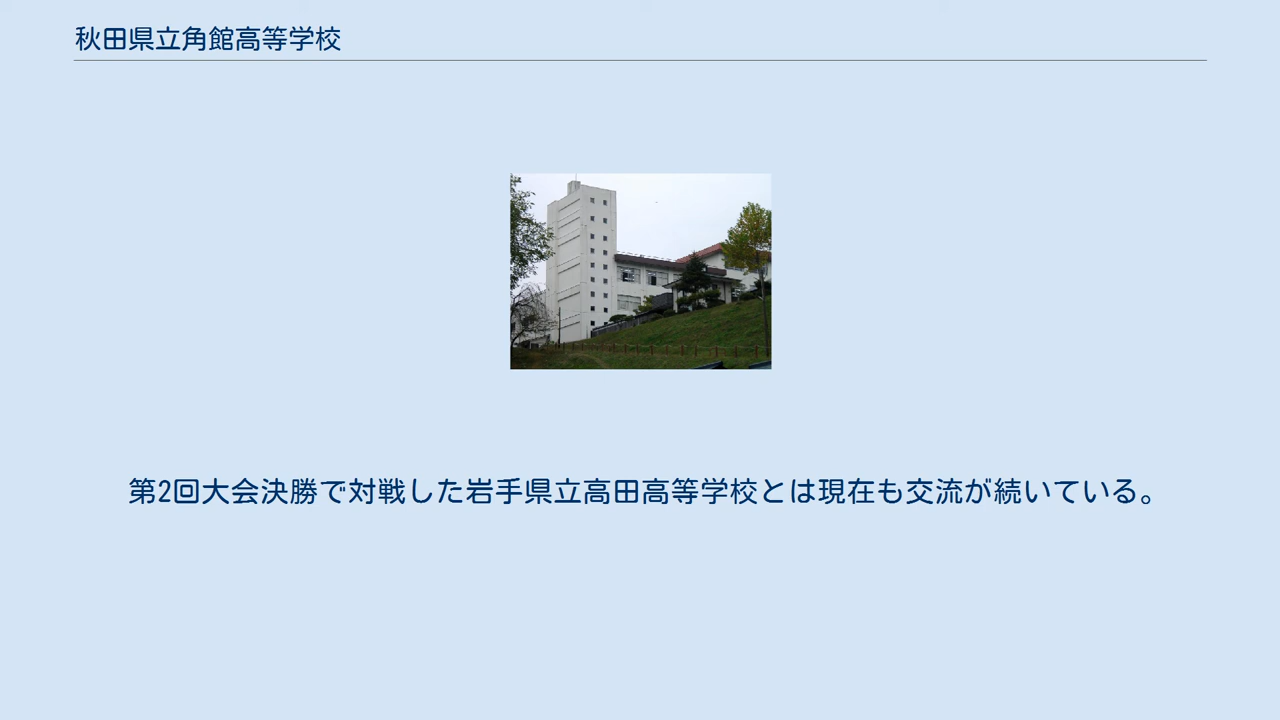 秋田県立角館高等学校
第2回大会決勝で対戦した岩手県立高田高等学校とは現在も交流が続いている。